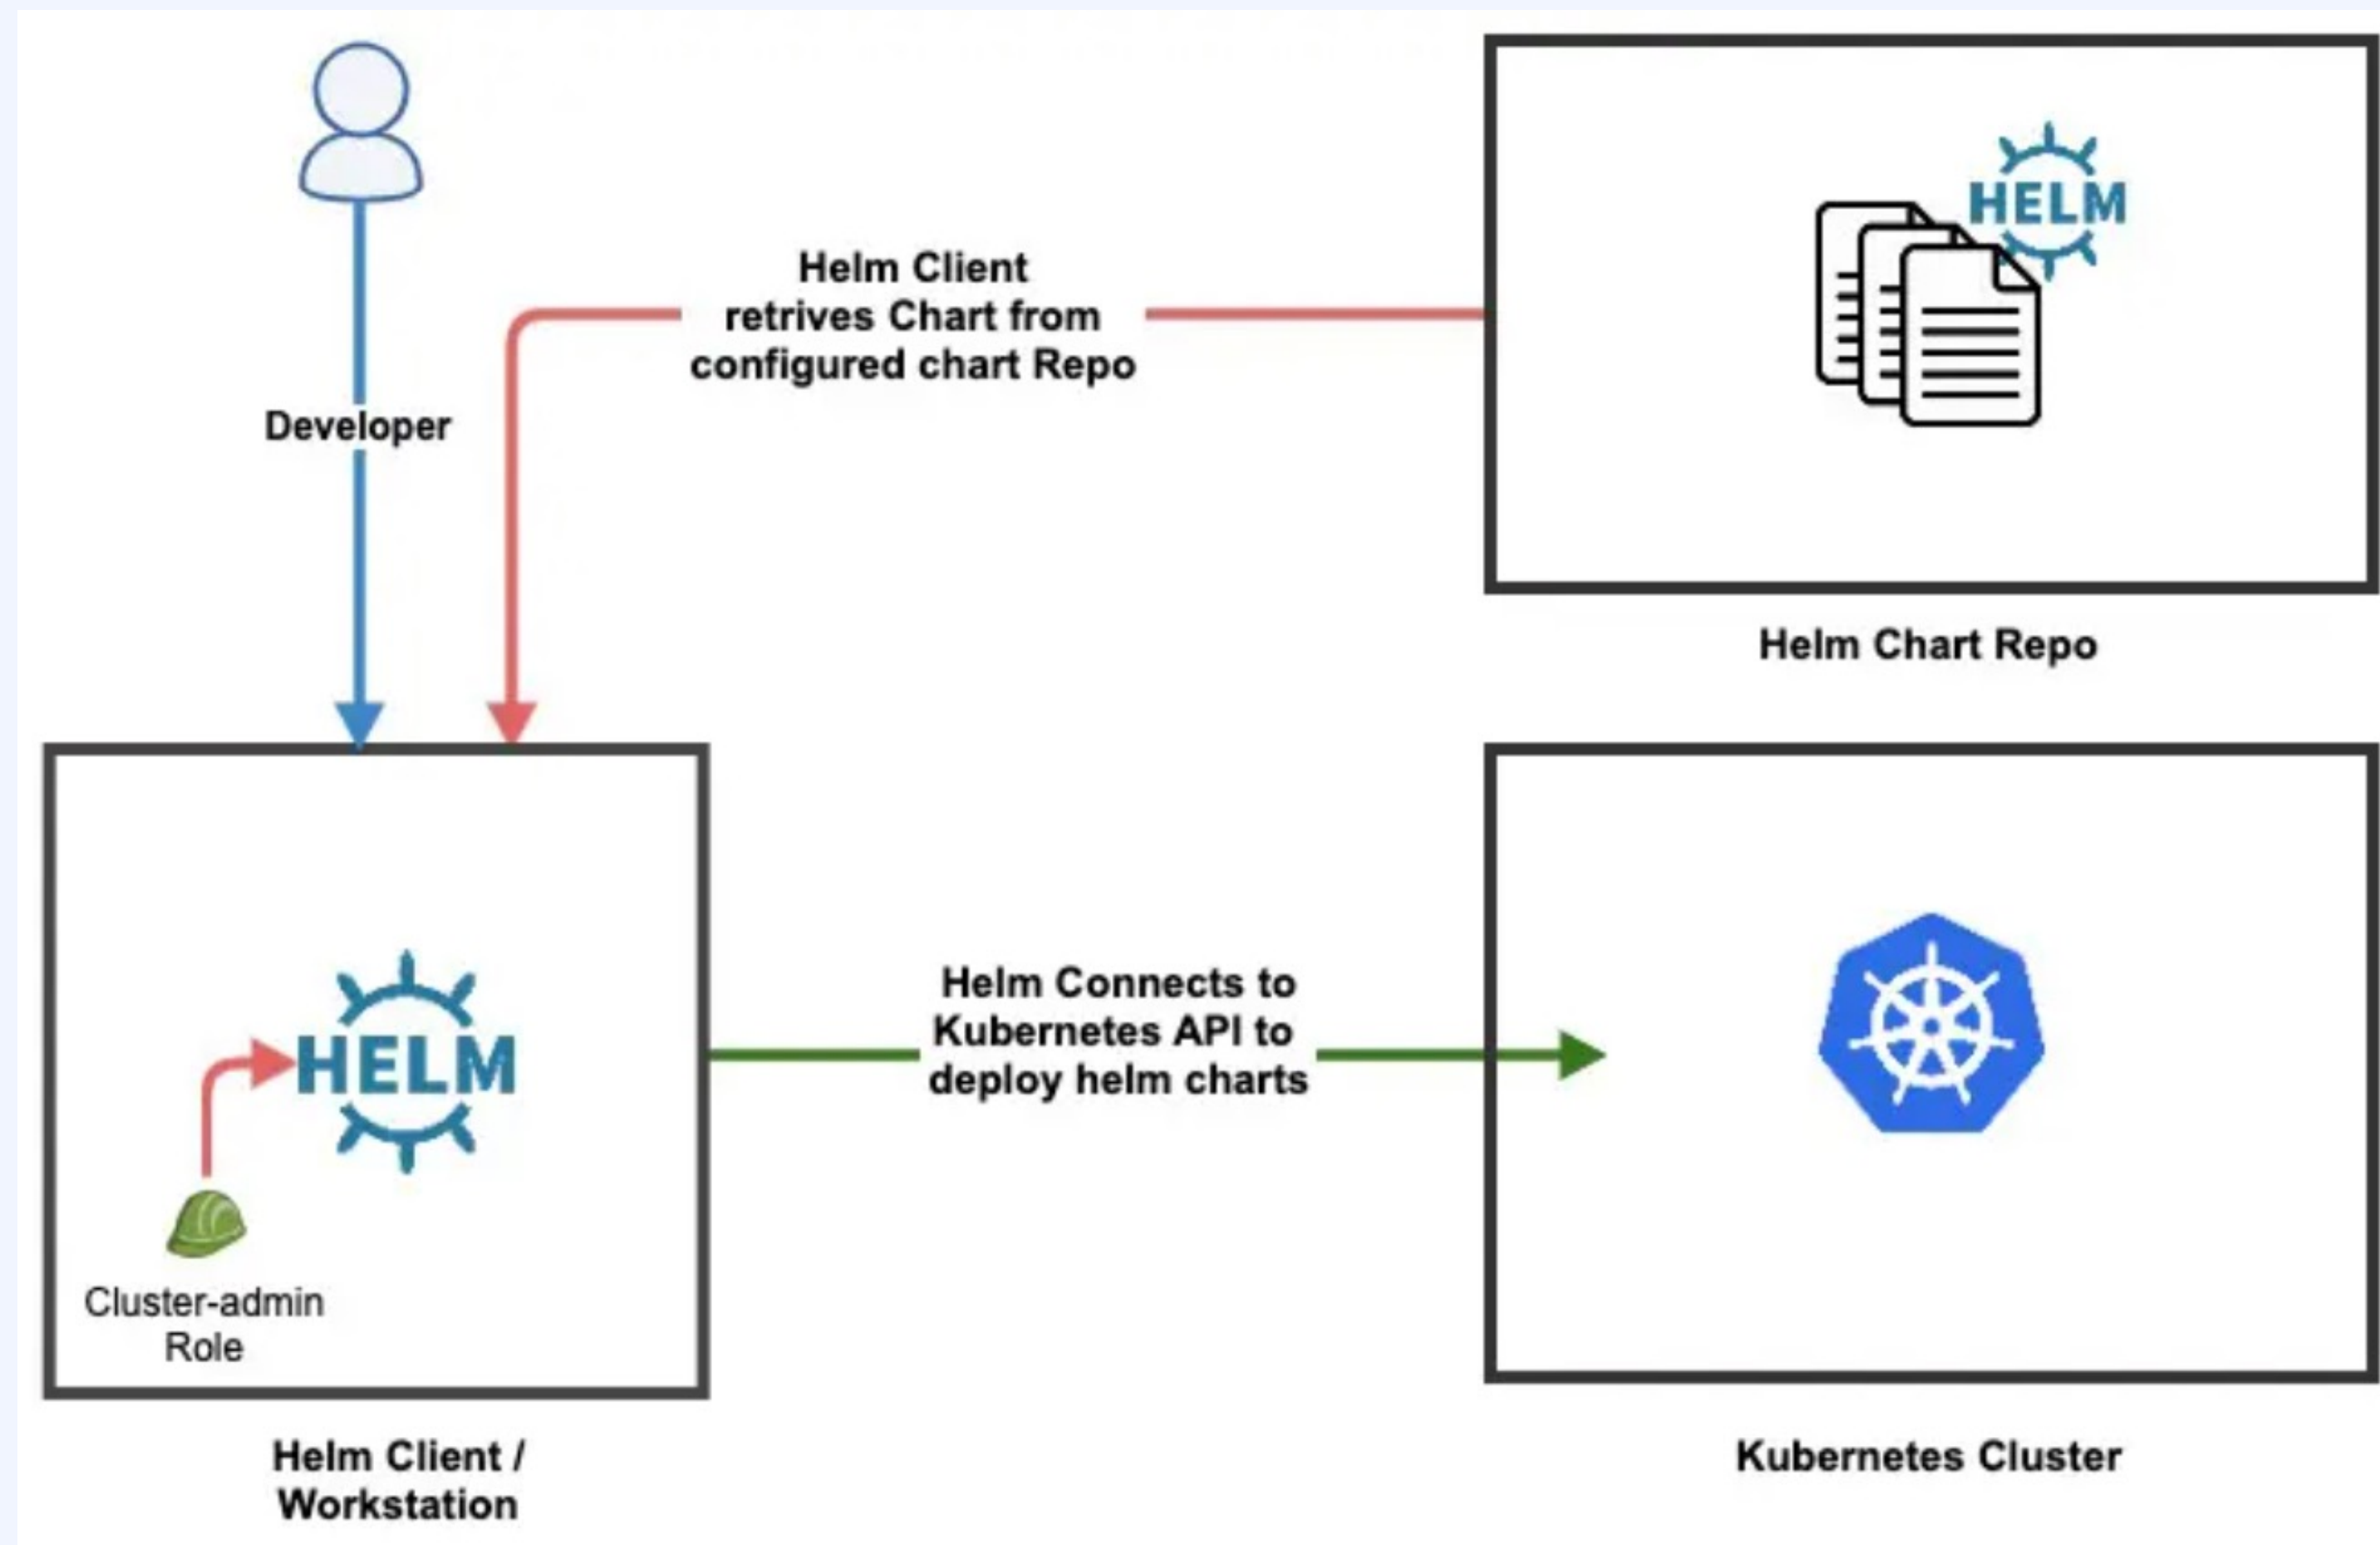 HELM
Helm Client
retrives Chart from
configured chart Repo
Developer
Helm Chart Repo
HELM
Cluster-admin
Role
Helm Connects to
Kubernetes API to
deploy helm charts
Helm Client /
Workstation
Kubernetes Cluster